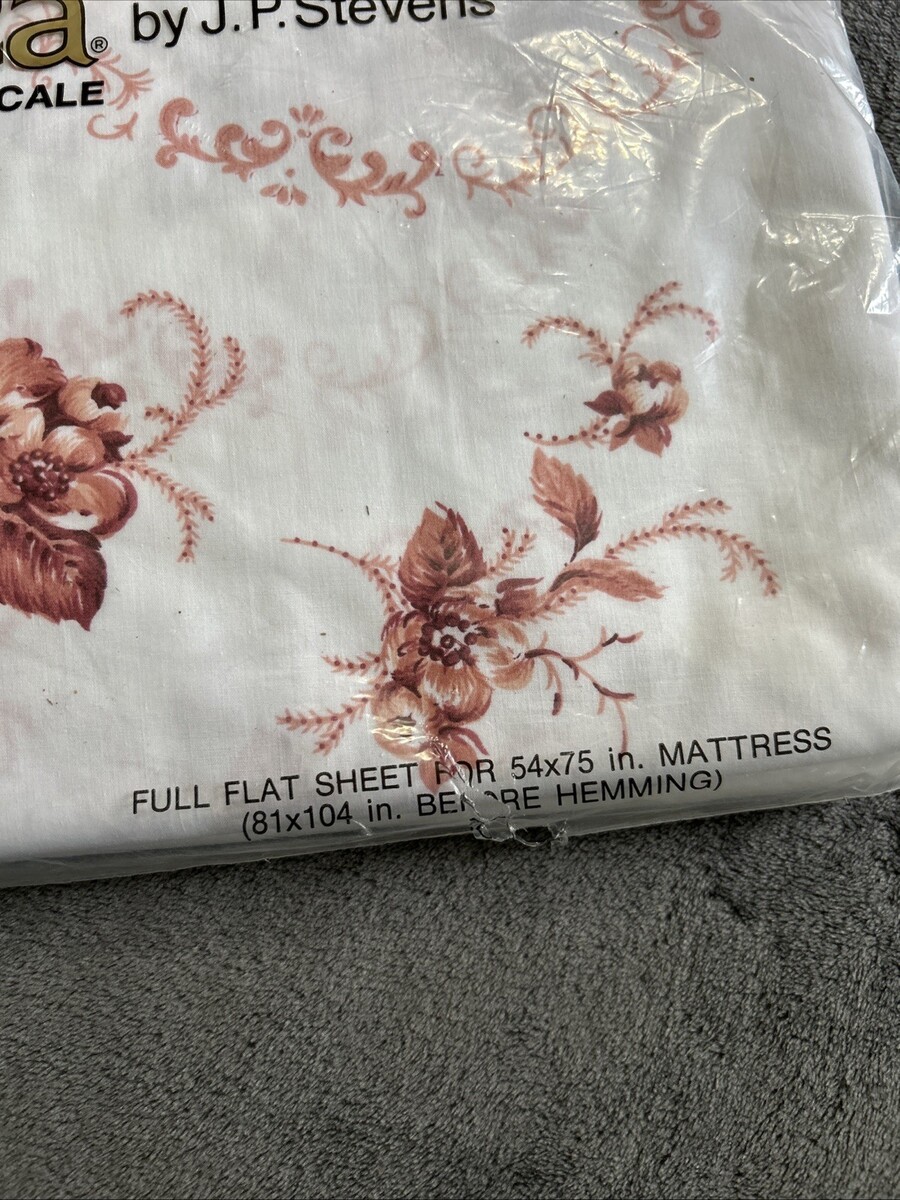 a® by J.P.Stevens
CALE
FULL FLAT SHEET FOR 54x75 in. MATTRESS
(81x104 in. BEFORE HEMMING)